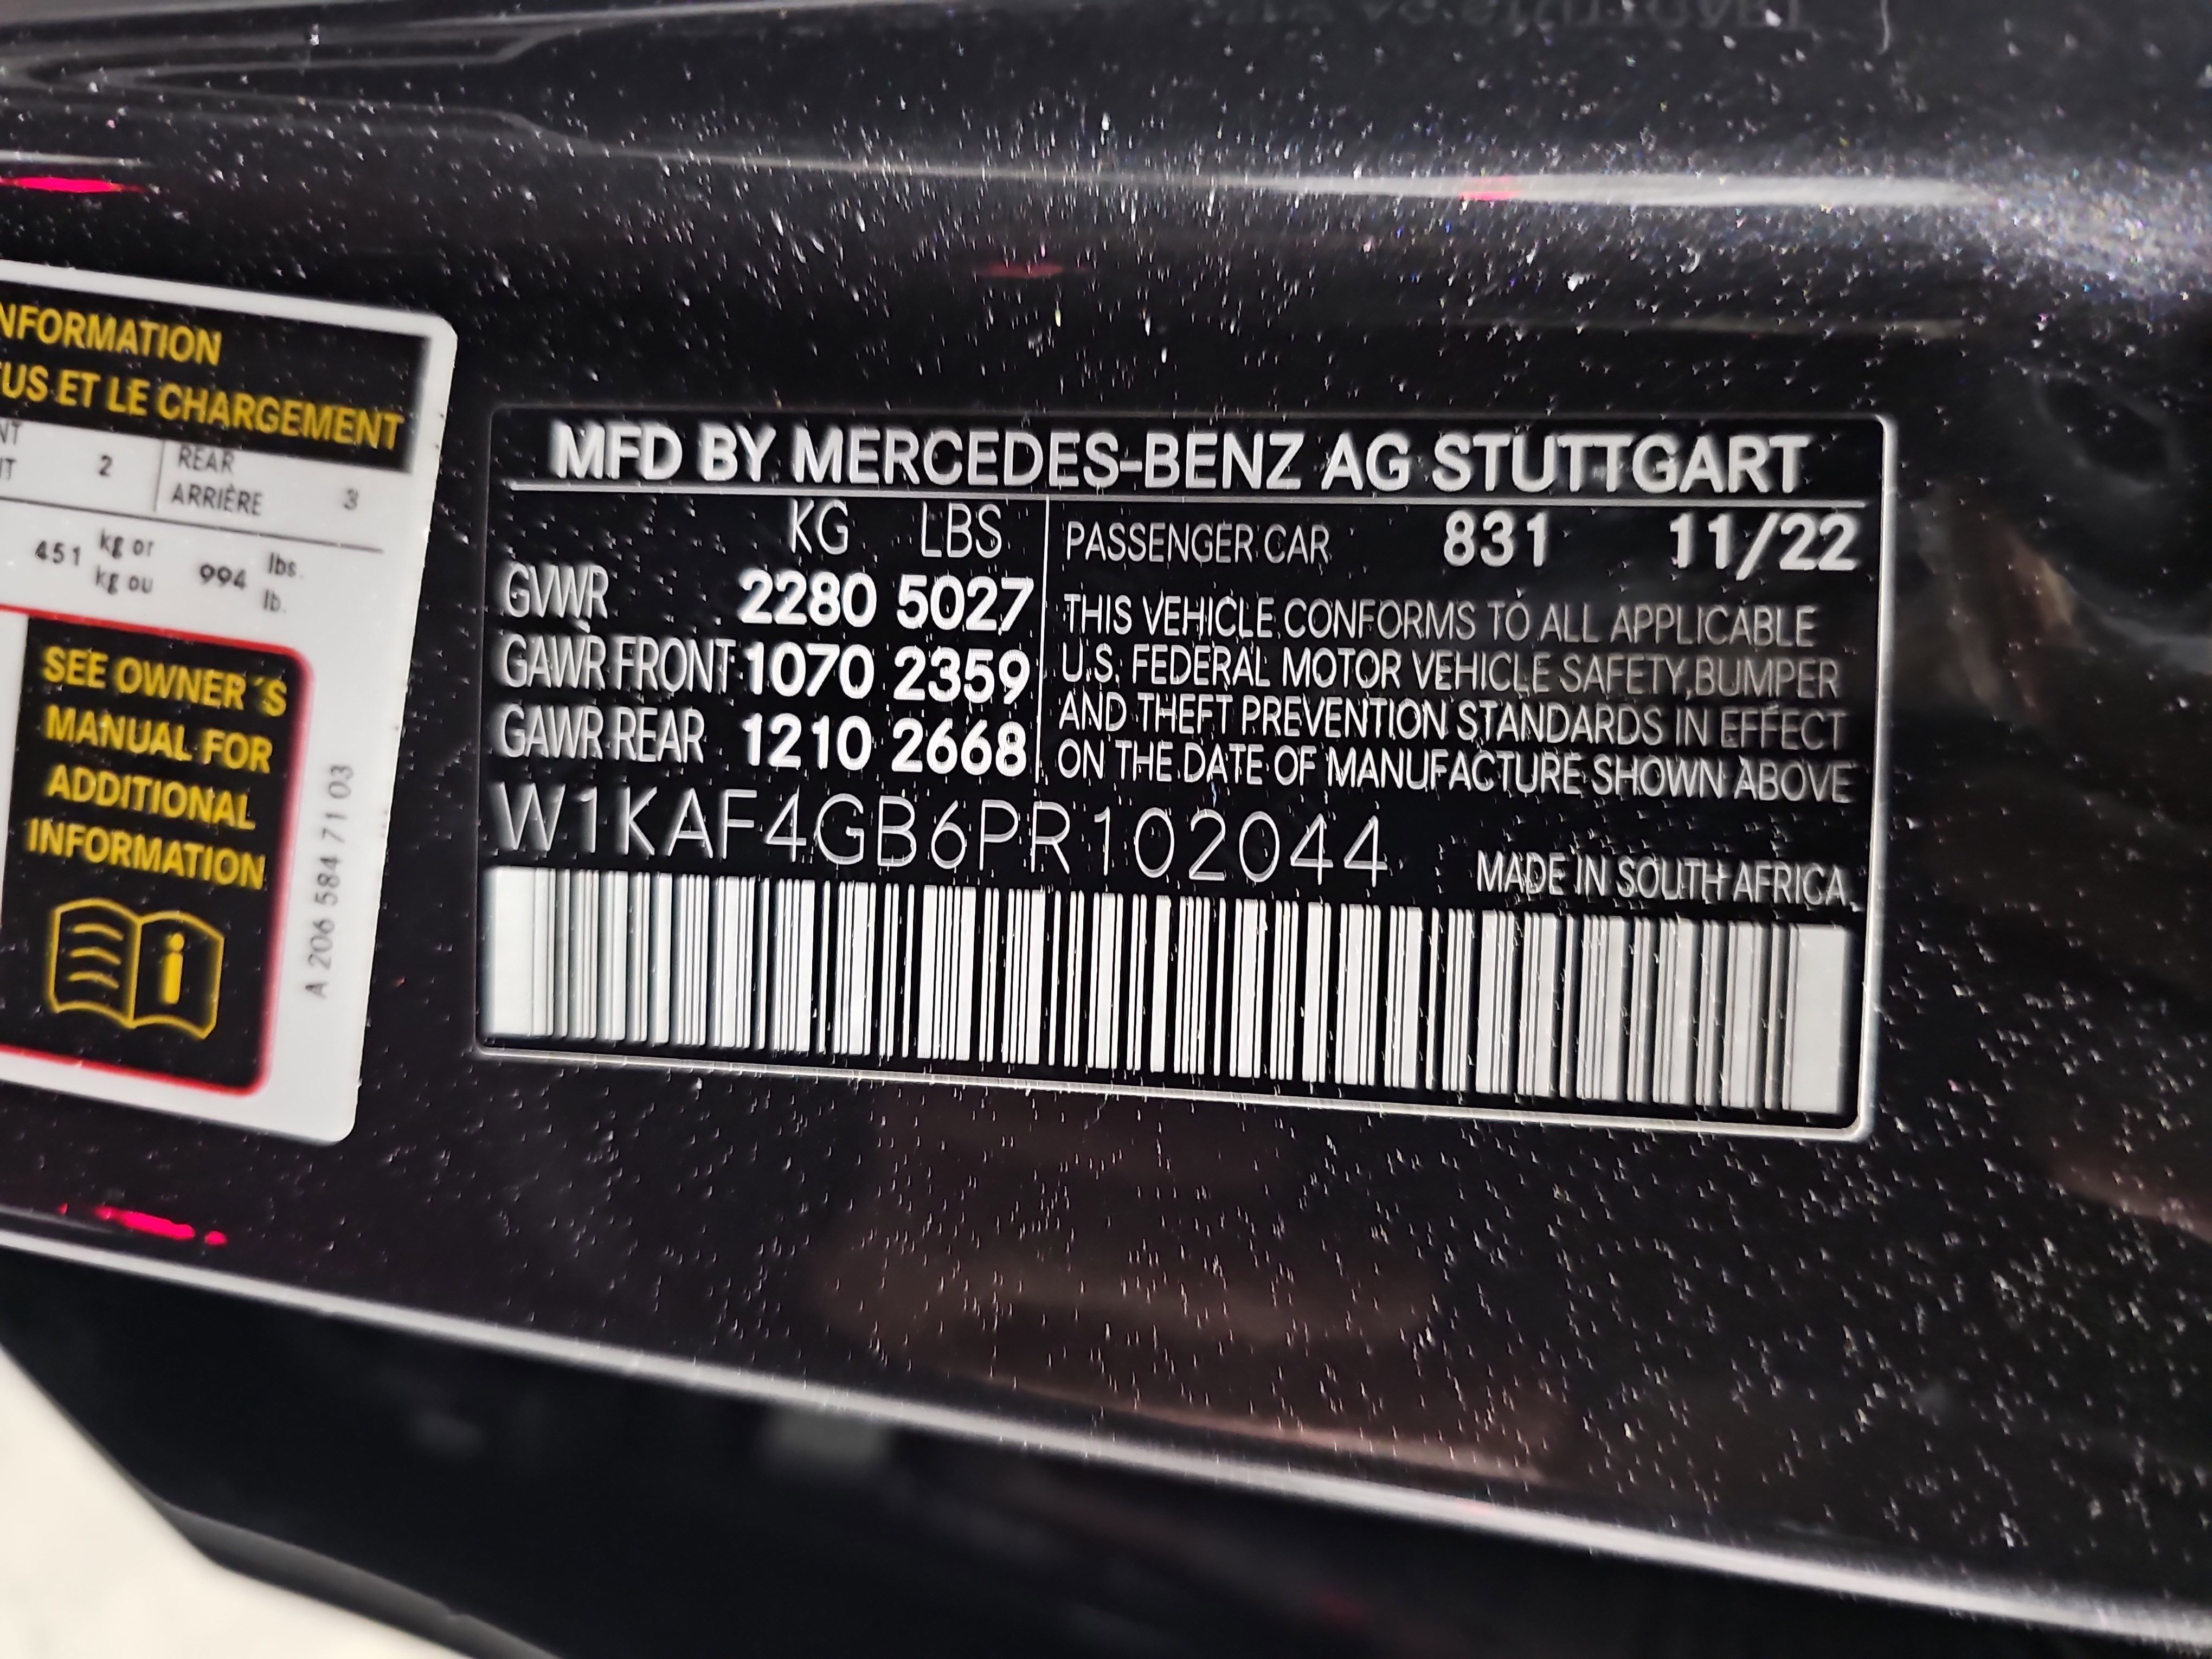 NFORMATION
TUS ET LE CHARGEMENT
NT 2 REAR 3
IT ARRIÈRE
451 kg or 994 lbs.
kg ou lb.
SEE OWNER´S
MANUAL FOR
ADDITIONAL
INFORMATION
A 206 584 71 03
MFD BY MERCEDES-BENZ AG STUTTGART
KG LBS
GVWR 2280 5027
GAWR FRONT 1070 2359
GAWR REAR 1210 2668
PASSENGER CAR 831 11/22
THIS VEHICLE CONFORMS TO ALL APPLICABLE
U.S. FEDERAL MOTOR VEHICLE SAFETY,BUMPER
AND THEFT PREVENTION STANDARDS IN EFFECT
ON THE DATE OF MANUFACTURE SHOWN ABOVE
W1KAF4GB6PR102044
MADE IN SOUTH AFRICA